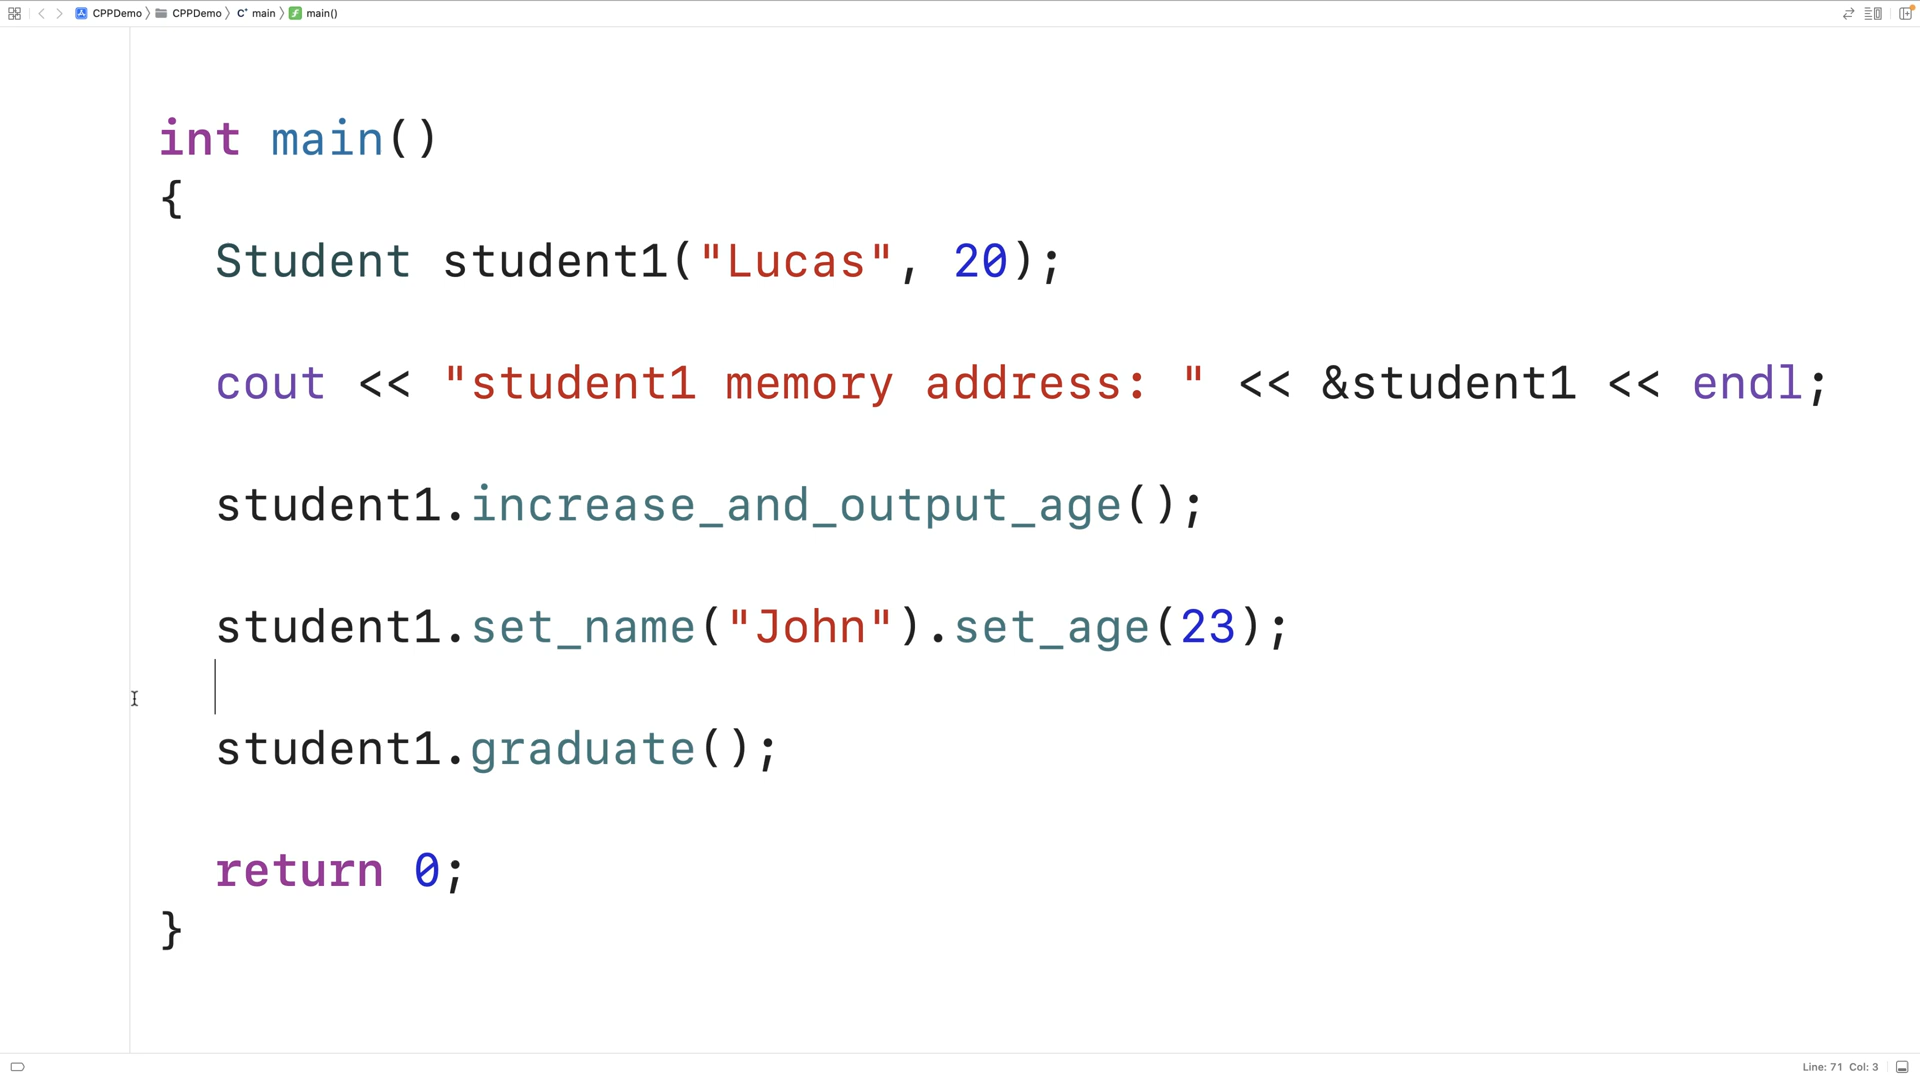 CPPDemo CPPDemo main main()
int main()
{
Student student1("Lucas", 20);
cout << "student1 memory address: " << &student1 << endl;
student1.increase_and_output_age();
student1.set_name("John").set_age(23);
student1.graduate();
return 0;
}
Line: 71 Col: 3